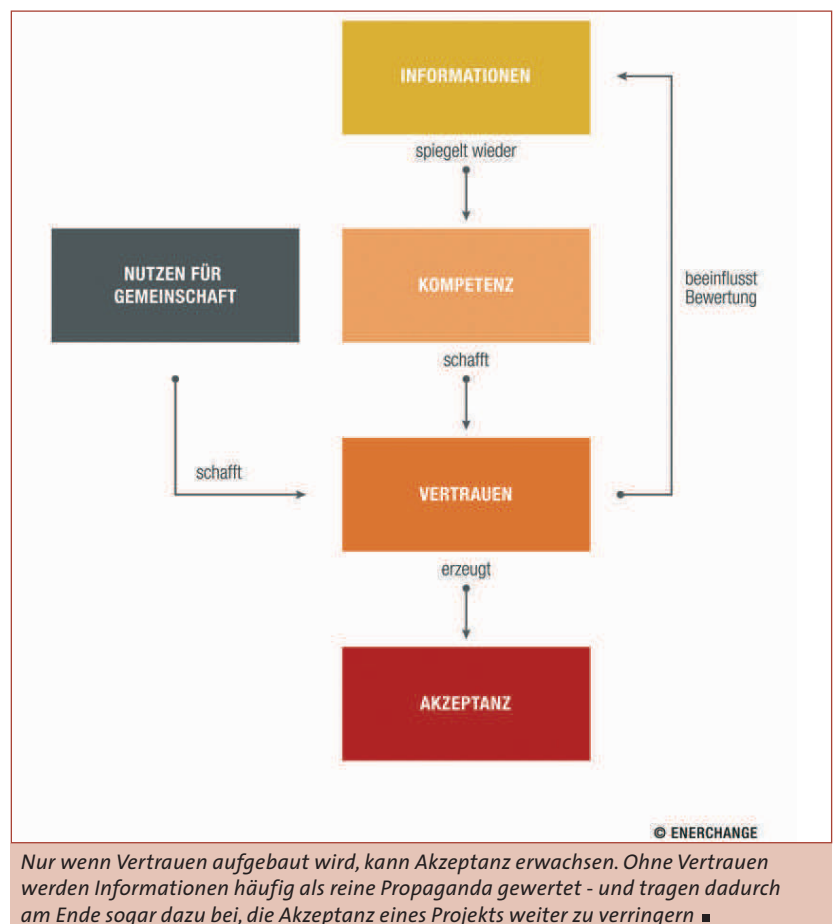 INFORMATIONEN
spiegelt wieder
NUTZEN FÜR
GEMEINSCHAFT
KOMPETENZ
beeinflusst
Bewertung
schafft
schafft
VERTRAUEN
erzeugt
AKZEPTANZ
© ENERCHANGE
Nur wenn Vertrauen aufgebaut wird, kann Akzeptanz erwachsen. Ohne Vertrauen
werden Informationen häufig als reine Propaganda gewertet - und tragen dadurch
am Ende sogar dazu bei, die Akzeptanz eines Projekts weiter zu verringern ■